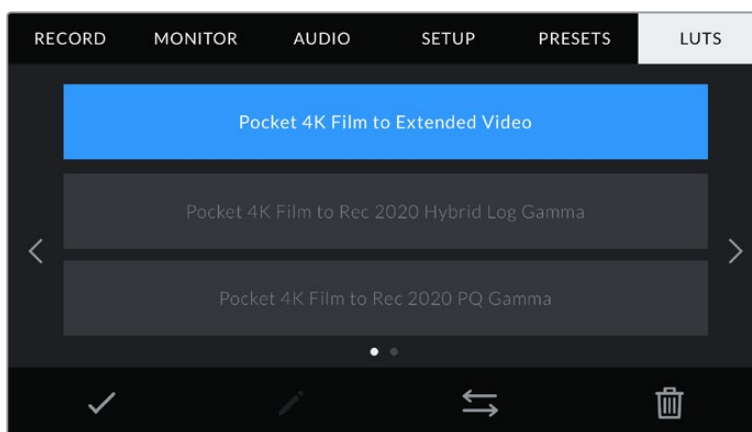 RECORD MONITOR AUDIO SETUP PRESETS LUTS
Pocket 4K Film to Extended Video
Pocket 4K Film to Rec 2020 Hybrid Log Gamma
Pocket 4K Film to Rec 2020 PQ Gamma